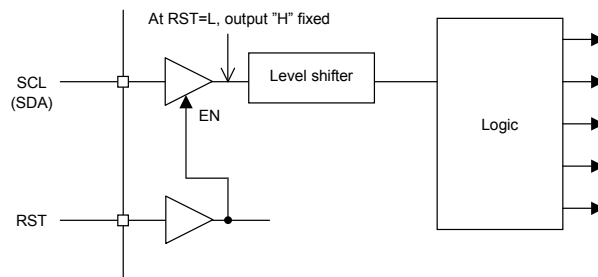 At RST=L, output "H" fixed
SCL
(SDA)
Level shifter
EN
Logic
RST